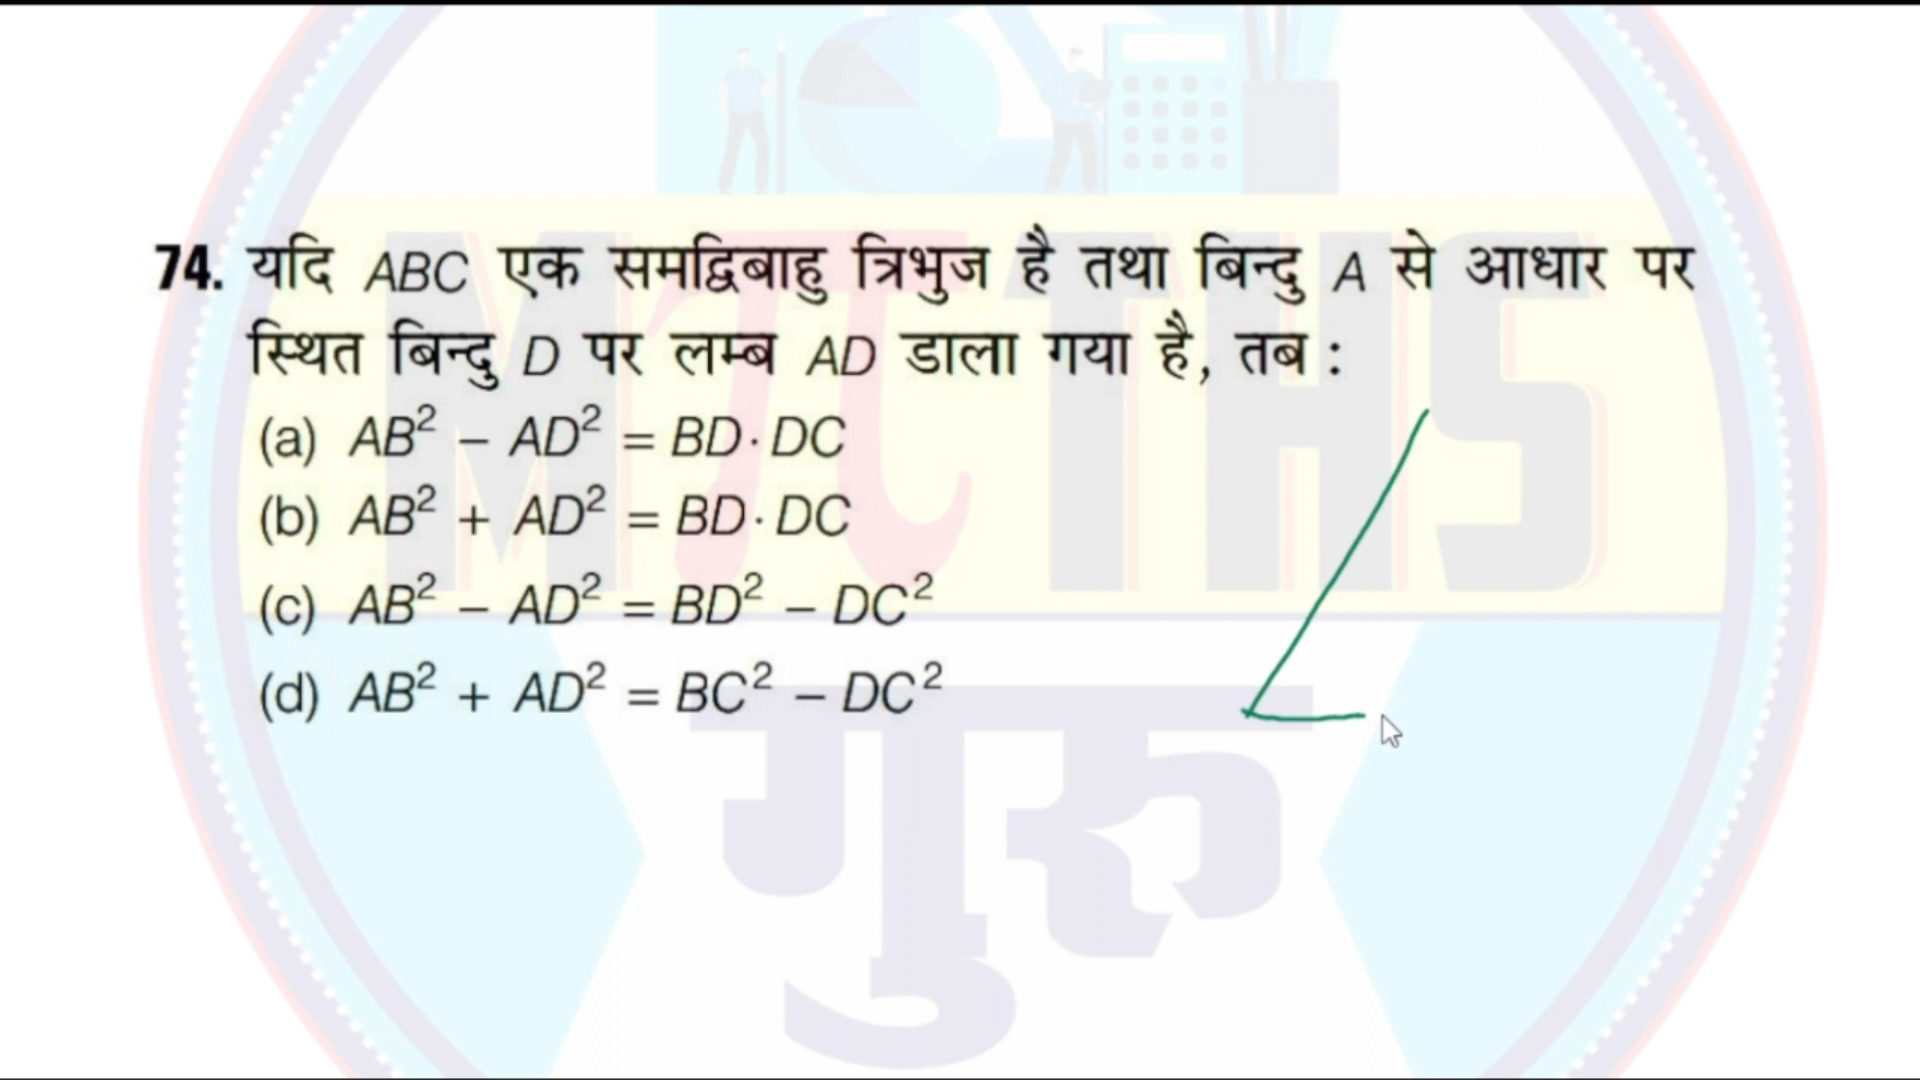 74. यदि ABC एक समद्विबाहु त्रिभुज है तथा बिन्दु A से आधार पर
स्थित बिन्दु D पर लम्ब AD डाला गया है, तब :
(a) AB² – AD² = BD · DC
(b) AB² + AD² = BD · DC
(c) AB² – AD² = BD² – DC²
(d) AB² + AD² = BC² – DC²
MπTHS
गुरु